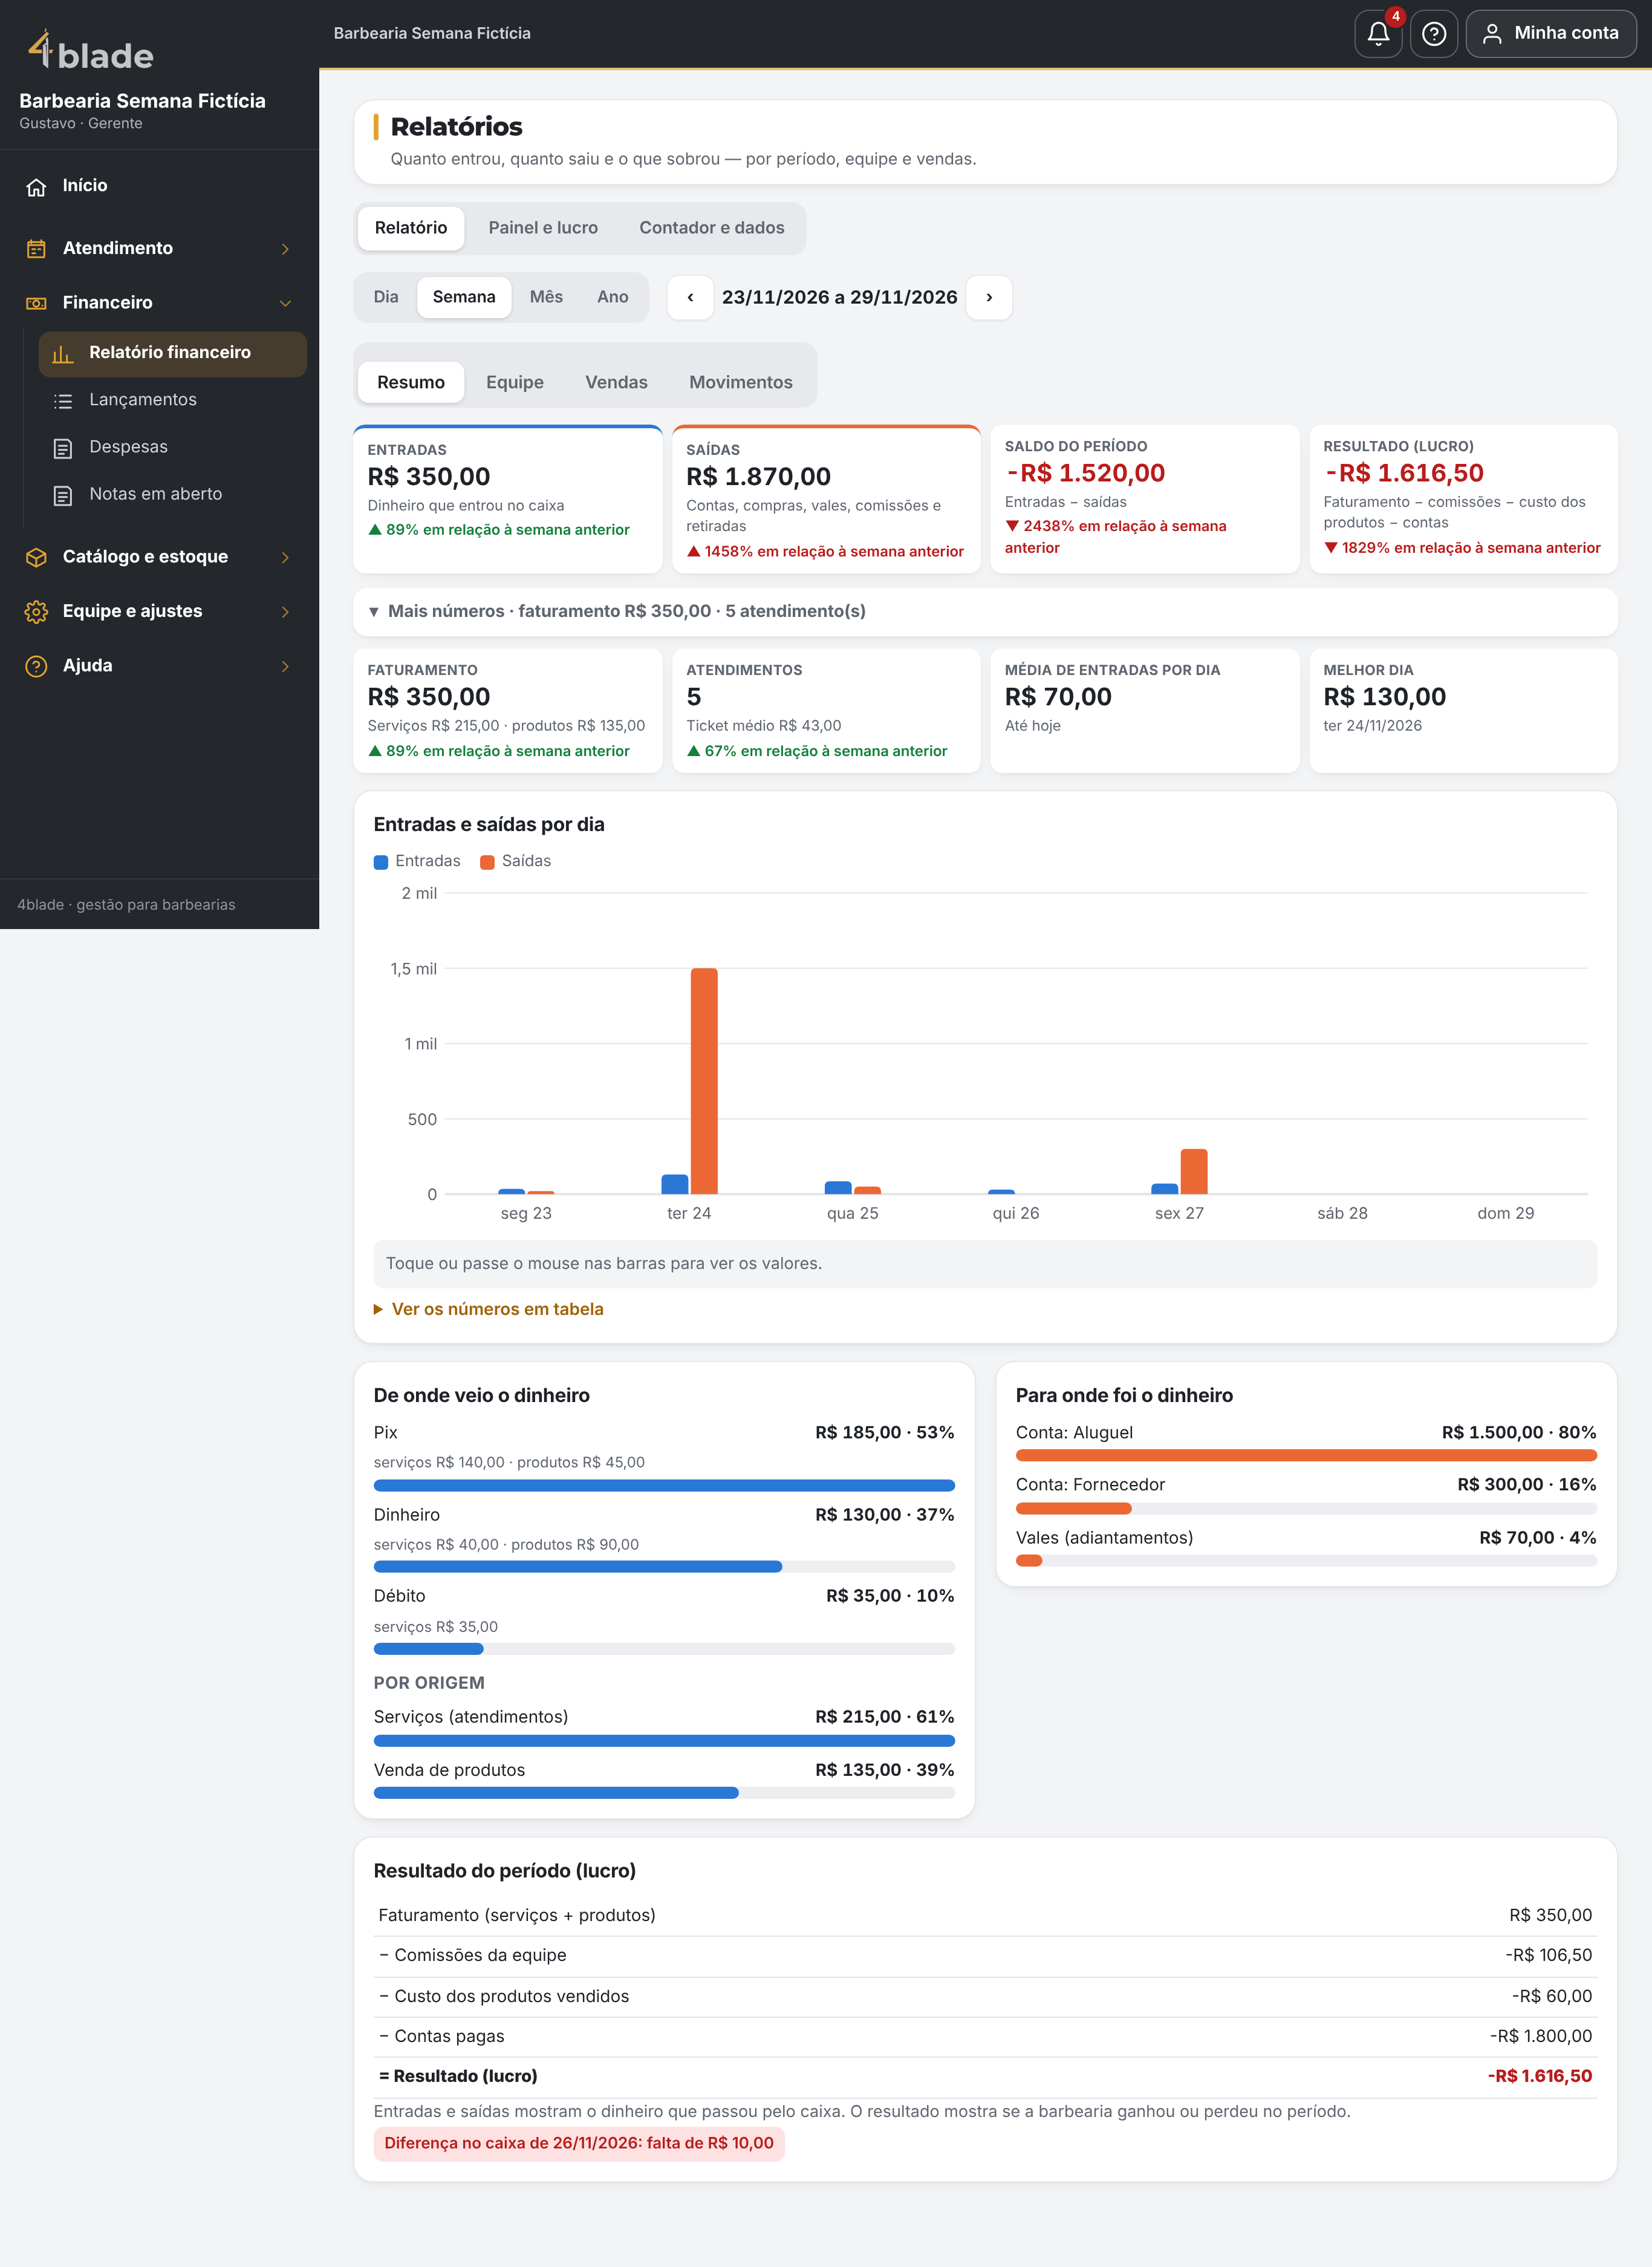 4blade
Barbearia Semana Fictícia
Gustavo · Gerente
Início
Atendimento
Financeiro
Relatório financeiro
Lançamentos
Despesas
Notas em aberto
Catálogo e estoque
Equipe e ajustes
Ajuda
4blade · gestão para barbearias
Barbearia Semana Fictícia
4
Minha conta
Relatórios
Quanto entrou, quanto saiu e o que sobrou — por período, equipe e vendas.
Relatório Painel e lucro Contador e dados
Dia Semana Mês Ano ‹ 23/11/2026 a 29/11/2026 ›
Resumo Equipe Vendas Movimentos
ENTRADAS
R$ 350,00
Dinheiro que entrou no caixa
▲ 89% em relação à semana anterior
SAÍDAS
R$ 1.870,00
Contas, compras, vales, comissões e
retiradas
▲ 1458% em relação à semana anterior
SALDO DO PERÍODO
-R$ 1.520,00
Entradas − saídas
▼ 2438% em relação à semana
anterior
RESULTADO (LUCRO)
-R$ 1.616,50
Faturamento − comissões − custo dos
produtos − contas
▼ 1829% em relação à semana anterior
▼ Mais números · faturamento R$ 350,00 · 5 atendimento(s)
FATURAMENTO
R$ 350,00
Serviços R$ 215,00 · produtos R$ 135,00
▲ 89% em relação à semana anterior
ATENDIMENTOS
5
Ticket médio R$ 43,00
▲ 67% em relação à semana anterior
MÉDIA DE ENTRADAS POR DIA
R$ 70,00
Até hoje
MELHOR DIA
R$ 130,00
ter 24/11/2026
Entradas e saídas por dia
Entradas Saídas
2 mil
1,5 mil
1 mil
500
0
seg 23 ter 24 qua 25 qui 26 sex 27 sáb 28 dom 29
Toque ou passe o mouse nas barras para ver os valores.
▶ Ver os números em tabela
De onde veio o dinheiro
Pix R$ 185,00 · 53%
serviços R$ 140,00 · produtos R$ 45,00
Dinheiro R$ 130,00 · 37%
serviços R$ 40,00 · produtos R$ 90,00
Débito R$ 35,00 · 10%
serviços R$ 35,00
POR ORIGEM
Serviços (atendimentos) R$ 215,00 · 61%
Venda de produtos R$ 135,00 · 39%
Para onde foi o dinheiro
Conta: Aluguel R$ 1.500,00 · 80%
Conta: Fornecedor R$ 300,00 · 16%
Vales (adiantamentos) R$ 70,00 · 4%
Resultado do período (lucro)
Faturamento (serviços + produtos) R$ 350,00
− Comissões da equipe -R$ 106,50
− Custo dos produtos vendidos -R$ 60,00
− Contas pagas -R$ 1.800,00
= Resultado (lucro) -R$ 1.616,50
Entradas e saídas mostram o dinheiro que passou pelo caixa. O resultado mostra se a barbearia ganhou ou perdeu no período.
Diferença no caixa de 26/11/2026: falta de R$ 10,00